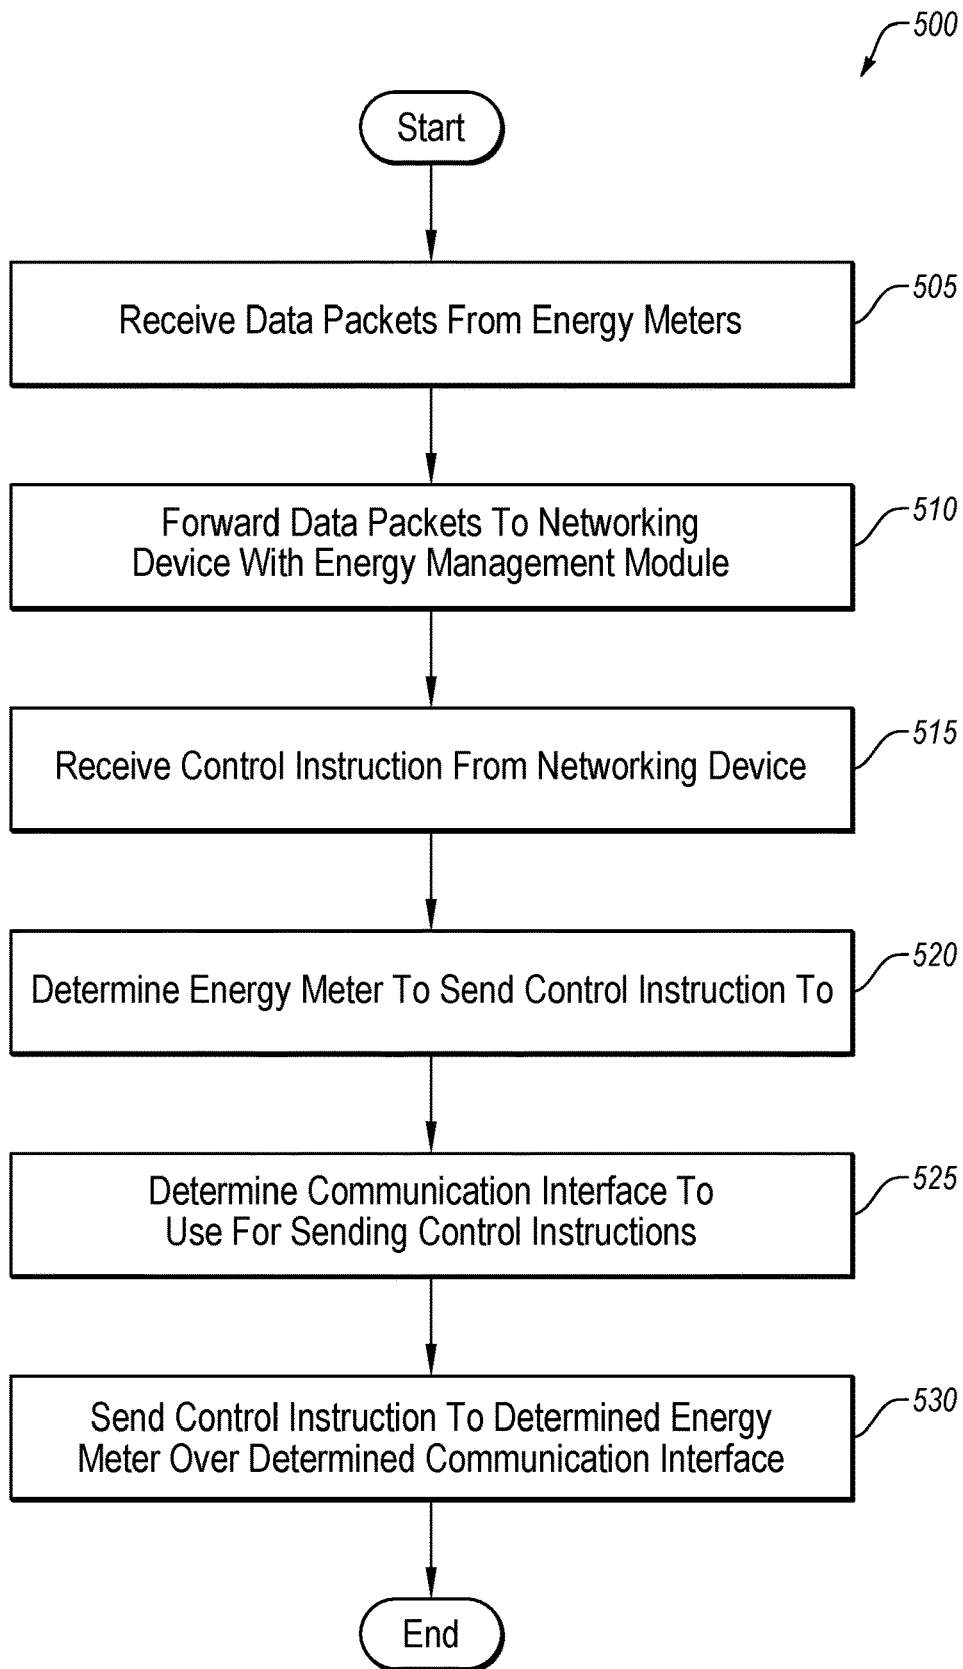 500
Start
Receive Data Packets From Energy Meters
505
Forward Data Packets To Networking
Device With Energy Management Module
510
Receive Control Instruction From Networking Device
515
Determine Energy Meter To Send Control Instruction To
520
Determine Communication Interface To
Use For Sending Control Instructions
525
Send Control Instruction To Determined Energy
Meter Over Determined Communication Interface
530
End